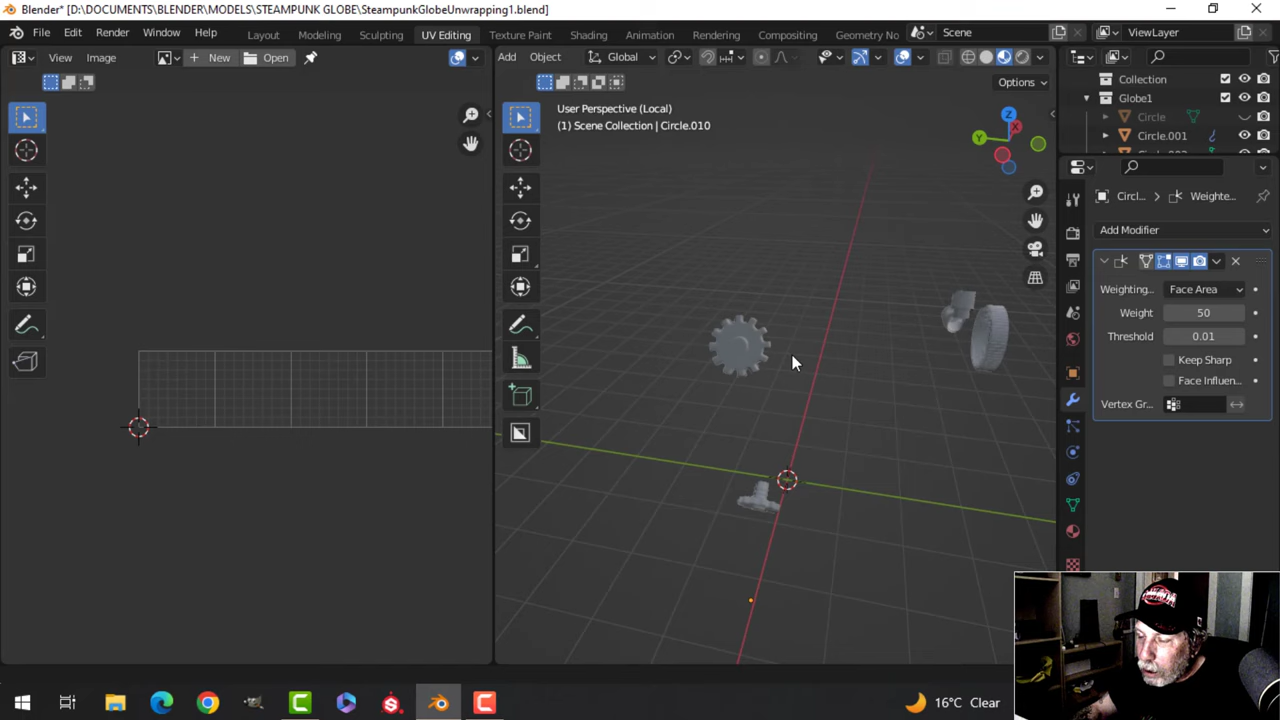 Blender* [D:\DOCUMENTS\BLENDER\MODELS\STEAMPUNK GLOBE\SteampunkGlobeUnwrapping1.blend]
File Edit Render Window Help Layout Modeling Sculpting UV Editing Texture Paint Shading Animation Rendering Compositing Geometry No Scene ViewLayer
View Image New Open Add Object Global
Options
User Perspective (Local)
(1) Scene Collection | Circle.010
Collection
Globe1
Circle
Circle.001
Z
Y
X
Circl... > Weighte...
Add Modifier
Weighting... Face Area
Weight 50
Threshold 0.01
Keep Sharp
Face Influen...
Vertex Gr...
16°C Clear